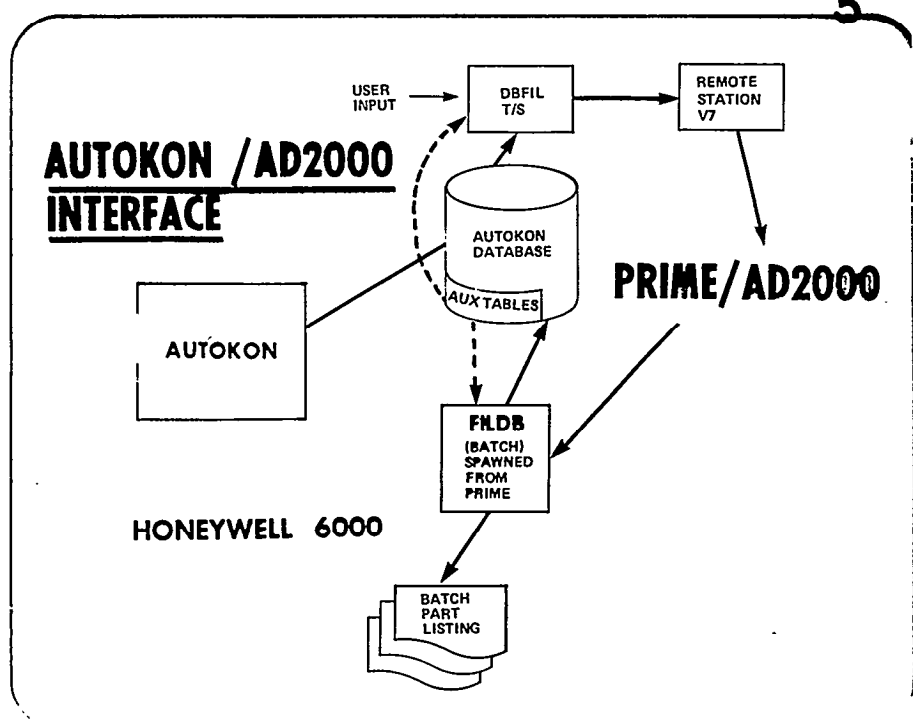 5
USER
INPUT
DBFIL
T/S
REMOTE
STATION
V7
AUTOKON /AD2000
INTERFACE
AUTOKON
DATABASE
AUX TABLES
PRIME/AD2000
AUTOKON
FILDB
(BATCH)
SPAWNED
FROM
PRIME
HONEYWELL 6000
BATCH
PART
LISTING